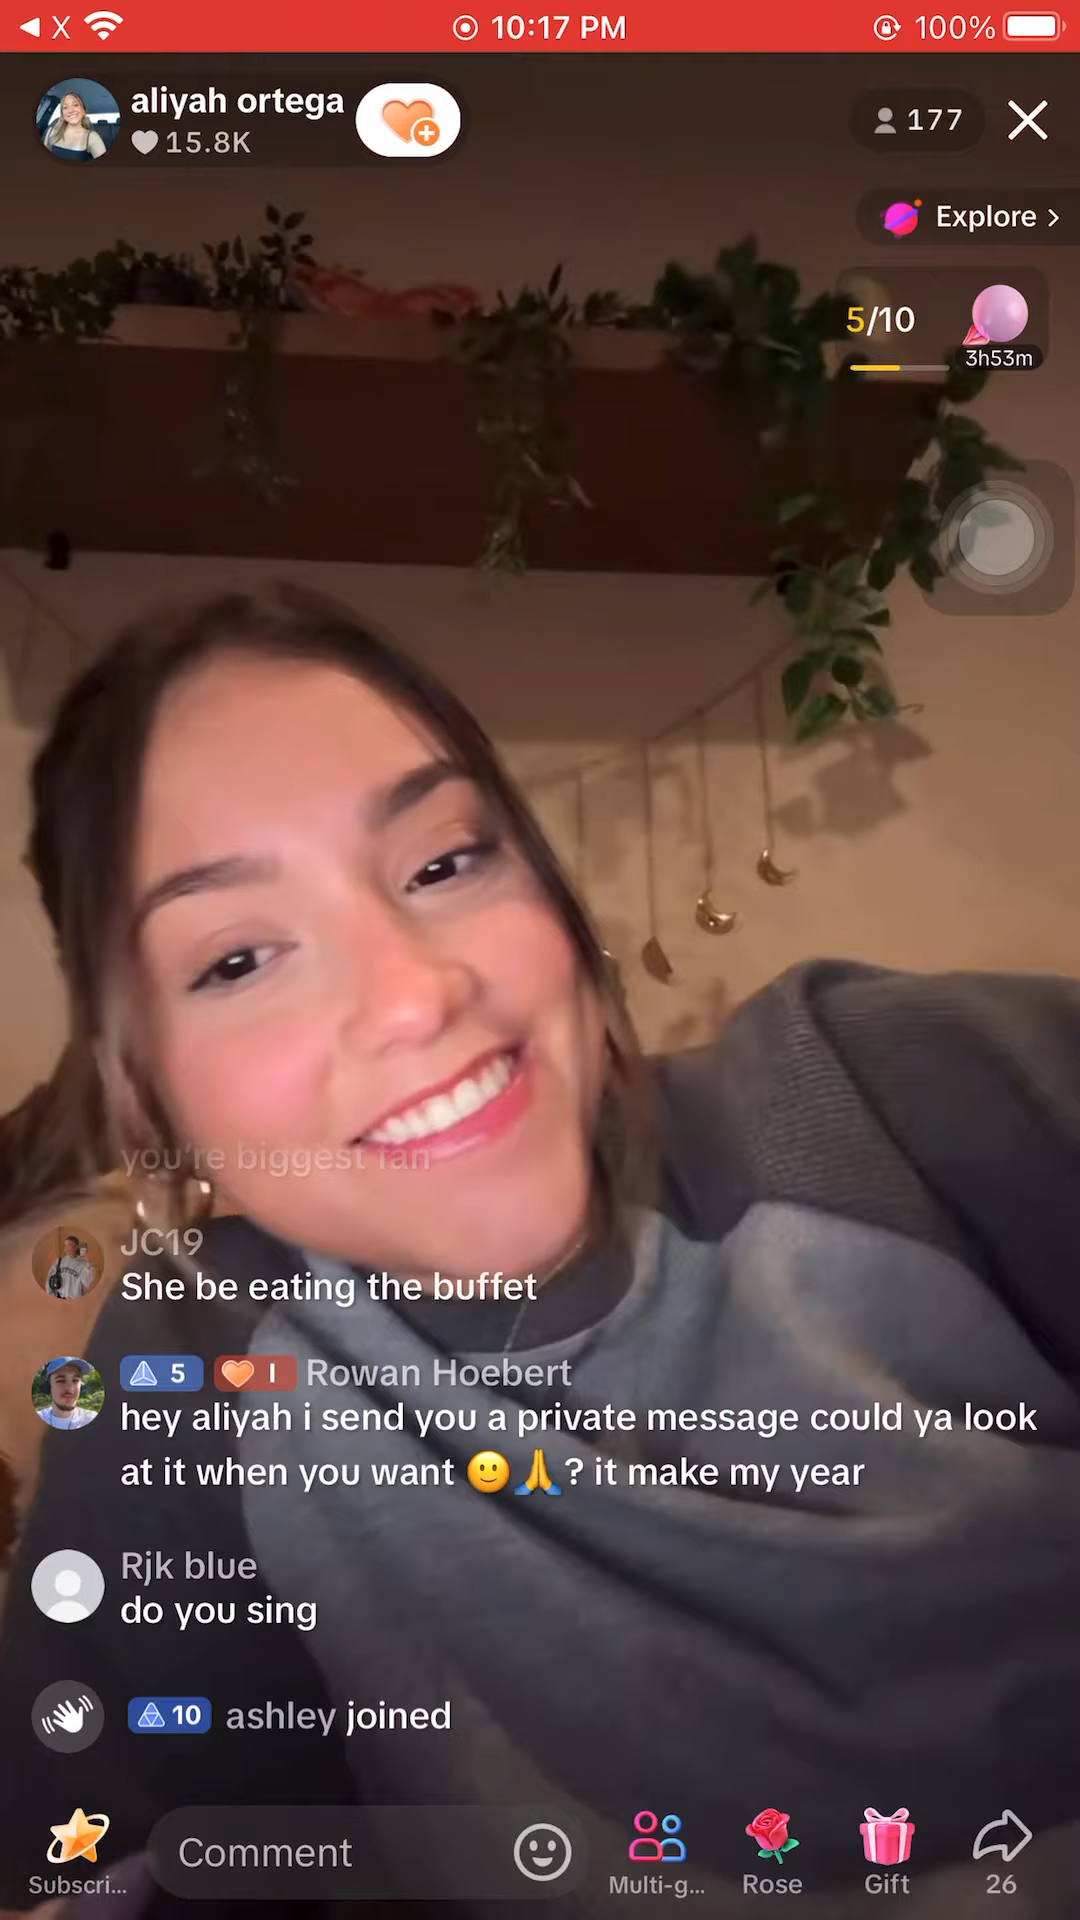 X 10:17 PM 100%
aliyah ortega
15.8K
177
Explore >
5/10
3h53m
you're biggest fan
JC19
She be eating the buffet
5 I Rowan Hoebert
hey aliyah i send you a private message could ya look
at it when you want 🙂🙏? it make my year
Rjk blue
do you sing
10 ashley joined
Comment
Subscri... Multi-g... Rose Gift 26